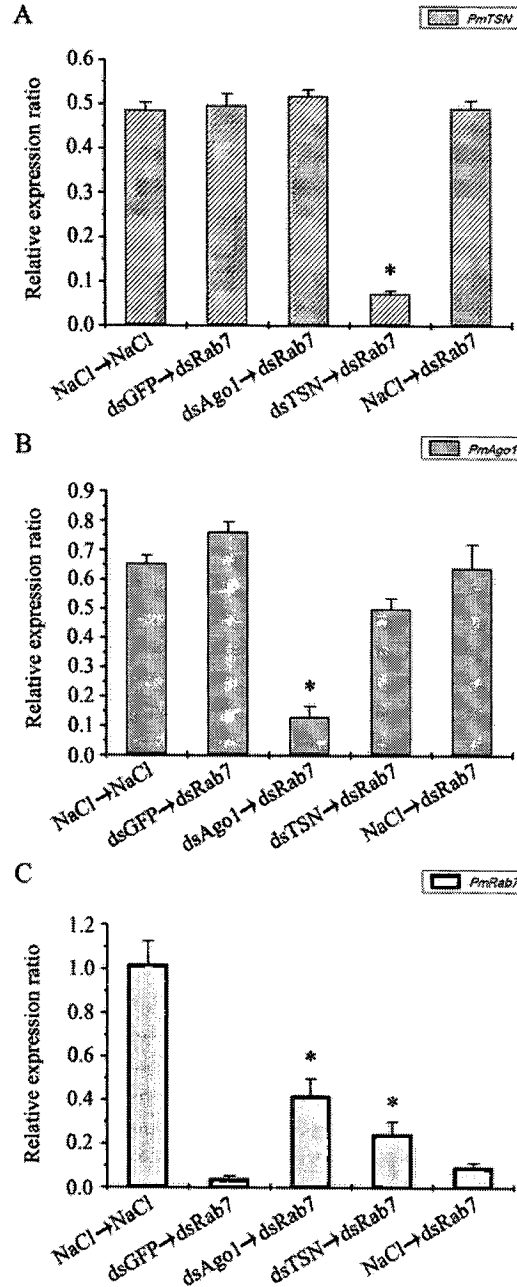 A
PmTSN
Relative expression ratio
0.6
0.5
0.4
0.3
0.2
0.1
0.0
*
NaCl→NaCl
dsGFP→dsRab7
dsAgo1→dsRab7
dsTSN→dsRab7
NaCl→dsRab7
B
PmAgo1
Relative expression ratio
0.9
0.8
0.7
0.6
0.5
0.4
0.3
0.2
0.1
0.0
*
NaCl→NaCl
dsGFP→dsRab7
dsAgo1→dsRab7
dsTSN→dsRab7
NaCl→dsRab7
C
PmRab7
Relative expression ratio
1.2
1.0
0.8
0.6
0.4
0.2
0.0
*
*
NaCl→NaCl
dsGFP→dsRab7
dsAgo1→dsRab7
dsTSN→dsRab7
NaCl→dsRab7